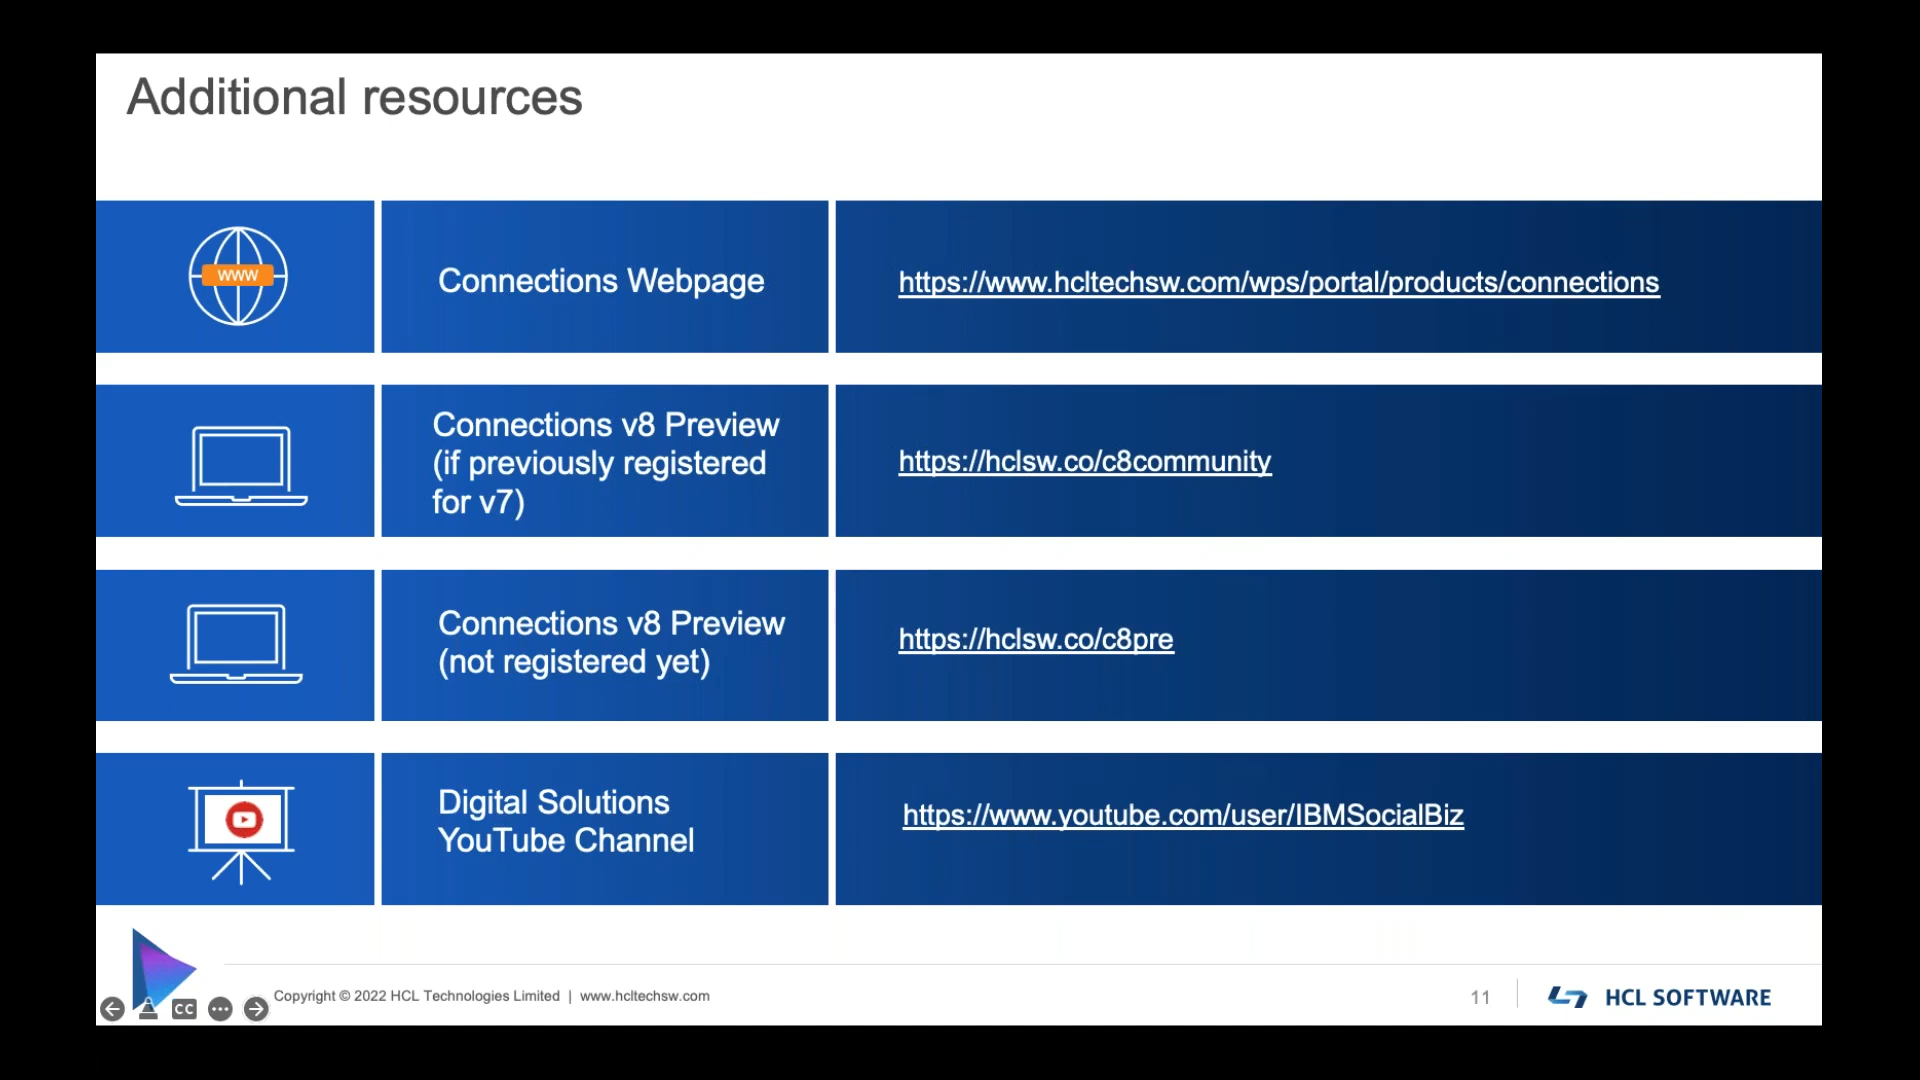 Additional resources
WWW
Connections Webpage
https://www.hcltechsw.com/wps/portal/products/connections
Connections v8 Preview
(if previously registered
for v7)
https://hclsw.co/c8community
Connections v8 Preview
(not registered yet)
https://hclsw.co/c8pre
Digital Solutions
YouTube Channel
https://www.youtube.com/user/IBMSocialBiz
CC
Copyright © 2022 HCL Technologies Limited | www.hcltechsw.com
11
HCL SOFTWARE